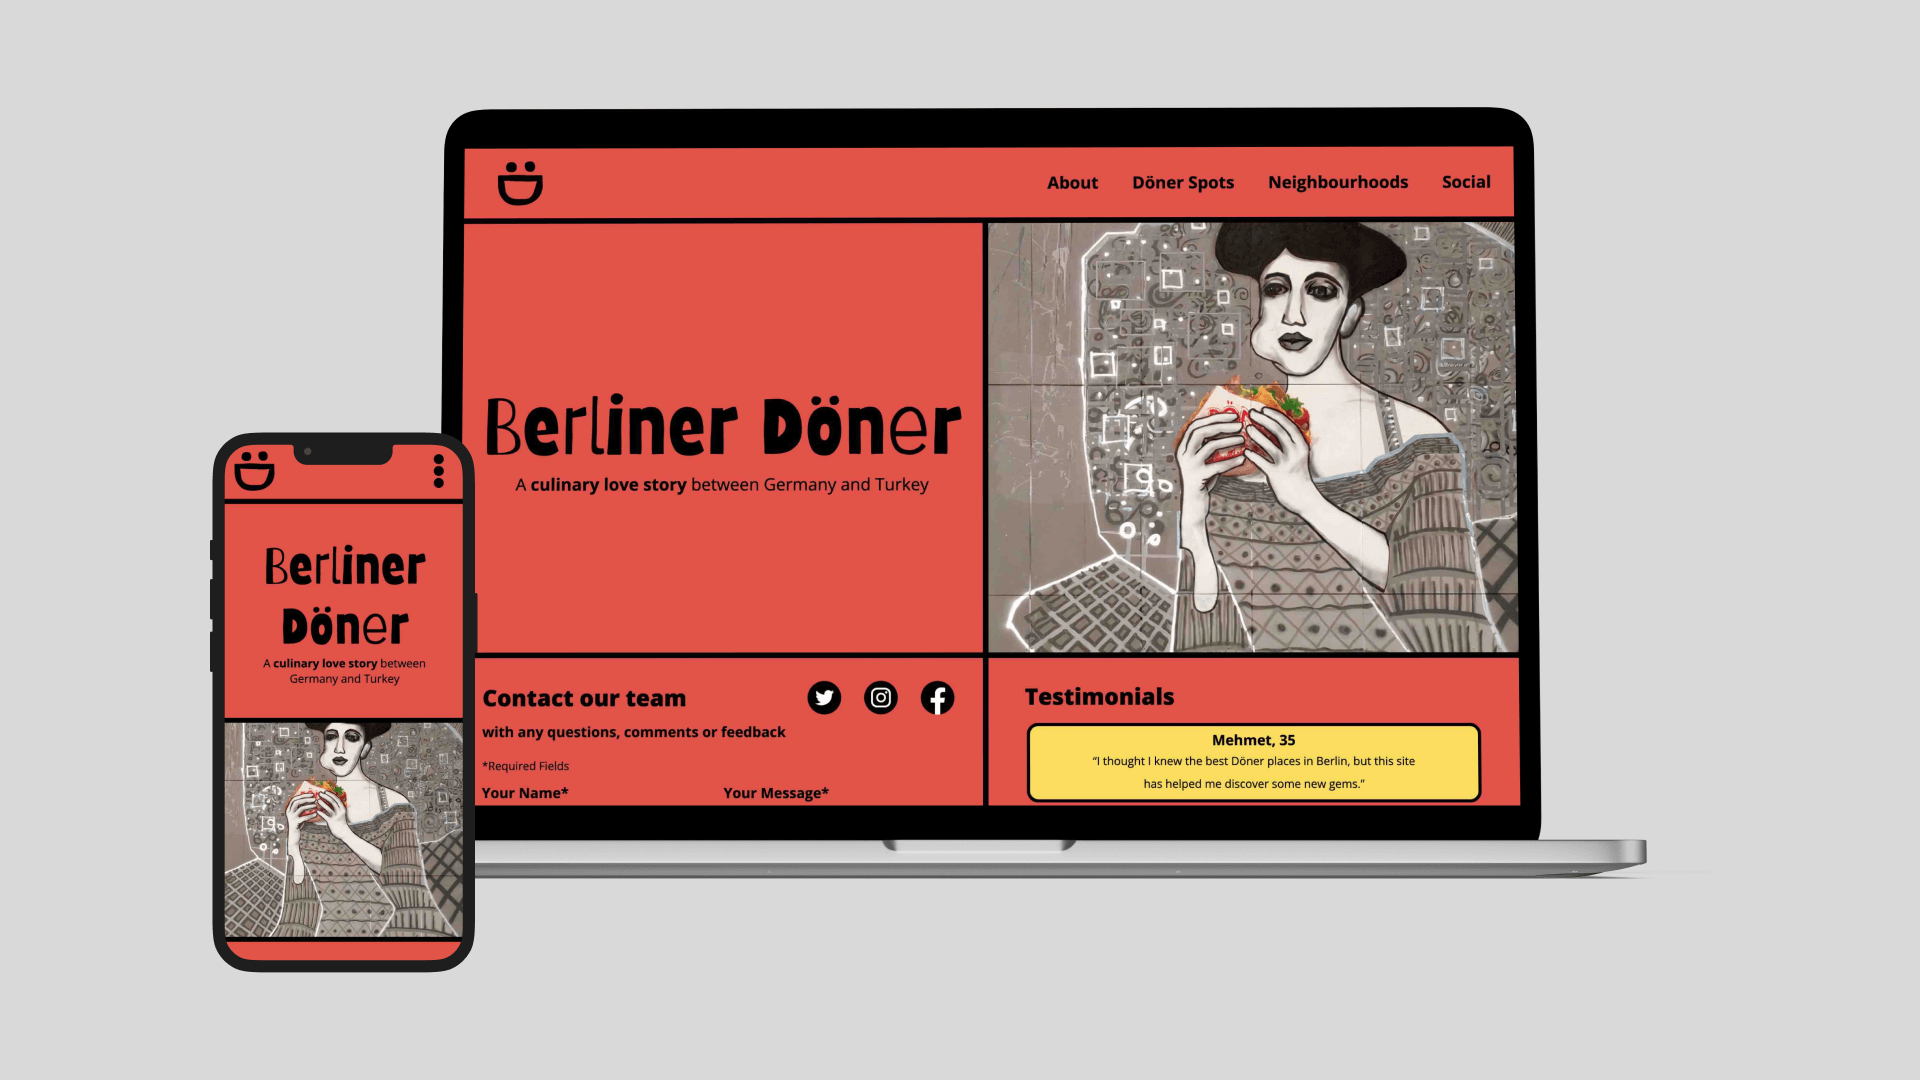 About Döner Spots Neighbourhoods Social
Berliner Döner
A culinary love story between Germany and Turkey
Contact our team
with any questions, comments or feedback
*Required Fields
Your Name* Your Message*
Testimonials
Mehmet, 35
“I thought I knew the best Döner places in Berlin, but this site
has helped me discover some new gems.”
Berliner
Döner
A culinary love story between
Germany and Turkey